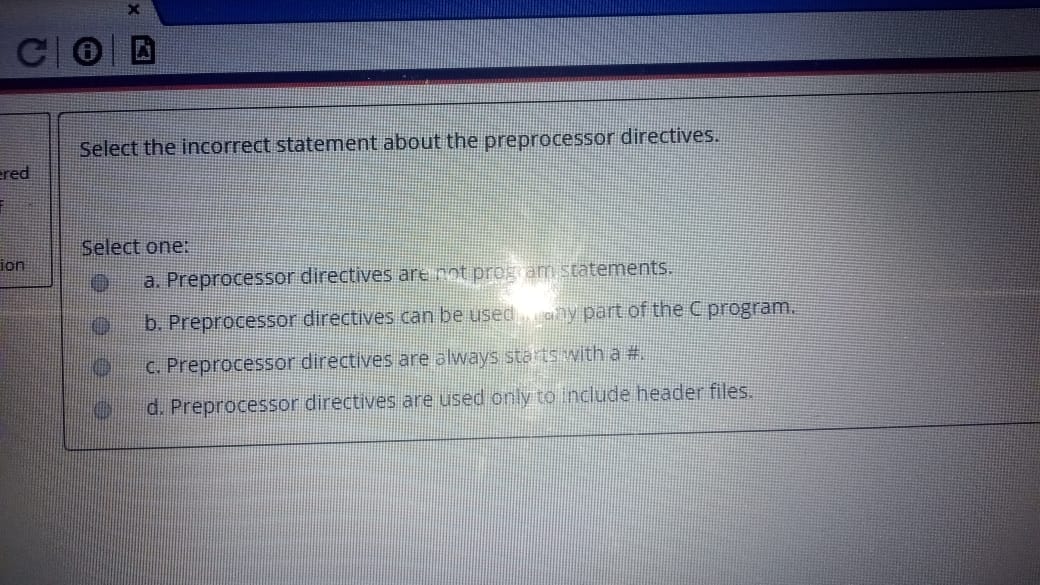 x
Select the incorrect statement about the preprocessor directives.
ered
Select one:
ion
a. Preprocessor directives are not program statements.
b. Preprocessor directives can be used any part of the C program.
c. Preprocessor directives are always starts with a #.
d. Preprocessor directives are used only to include header files.